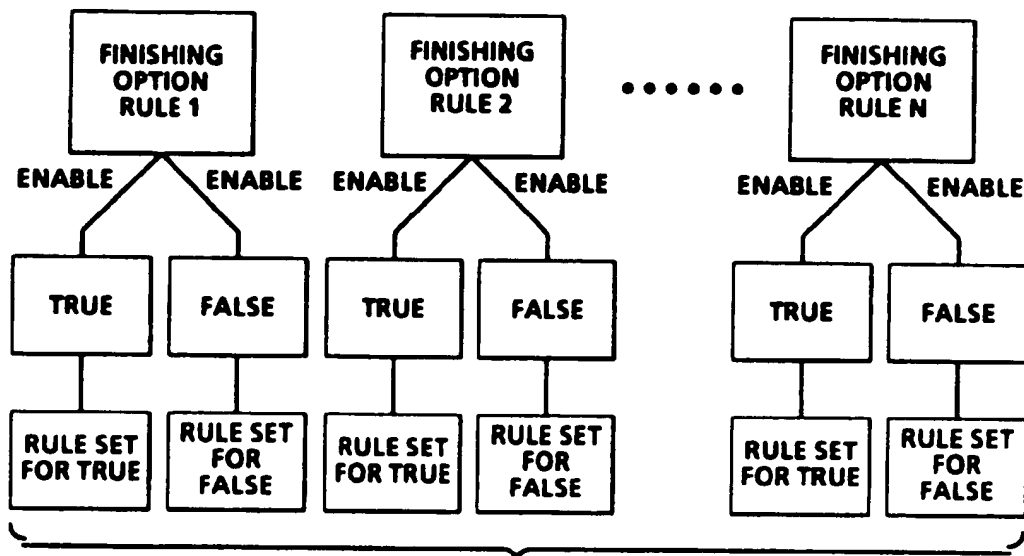 FINISHING
OPTION
RULE 1
FINISHING
OPTION
RULE 2
FINISHING
OPTION
RULE N
ENABLE
ENABLE
ENABLE
ENABLE
ENABLE
ENABLE
TRUE
FALSE
TRUE
FALSE
TRUE
FALSE
RULE SET
FOR TRUE
RULE SET
FOR
FALSE
RULE SET
FOR TRUE
RULE SET
FOR
FALSE
RULE SET
FOR TRUE
RULE SET
FOR
FALSE